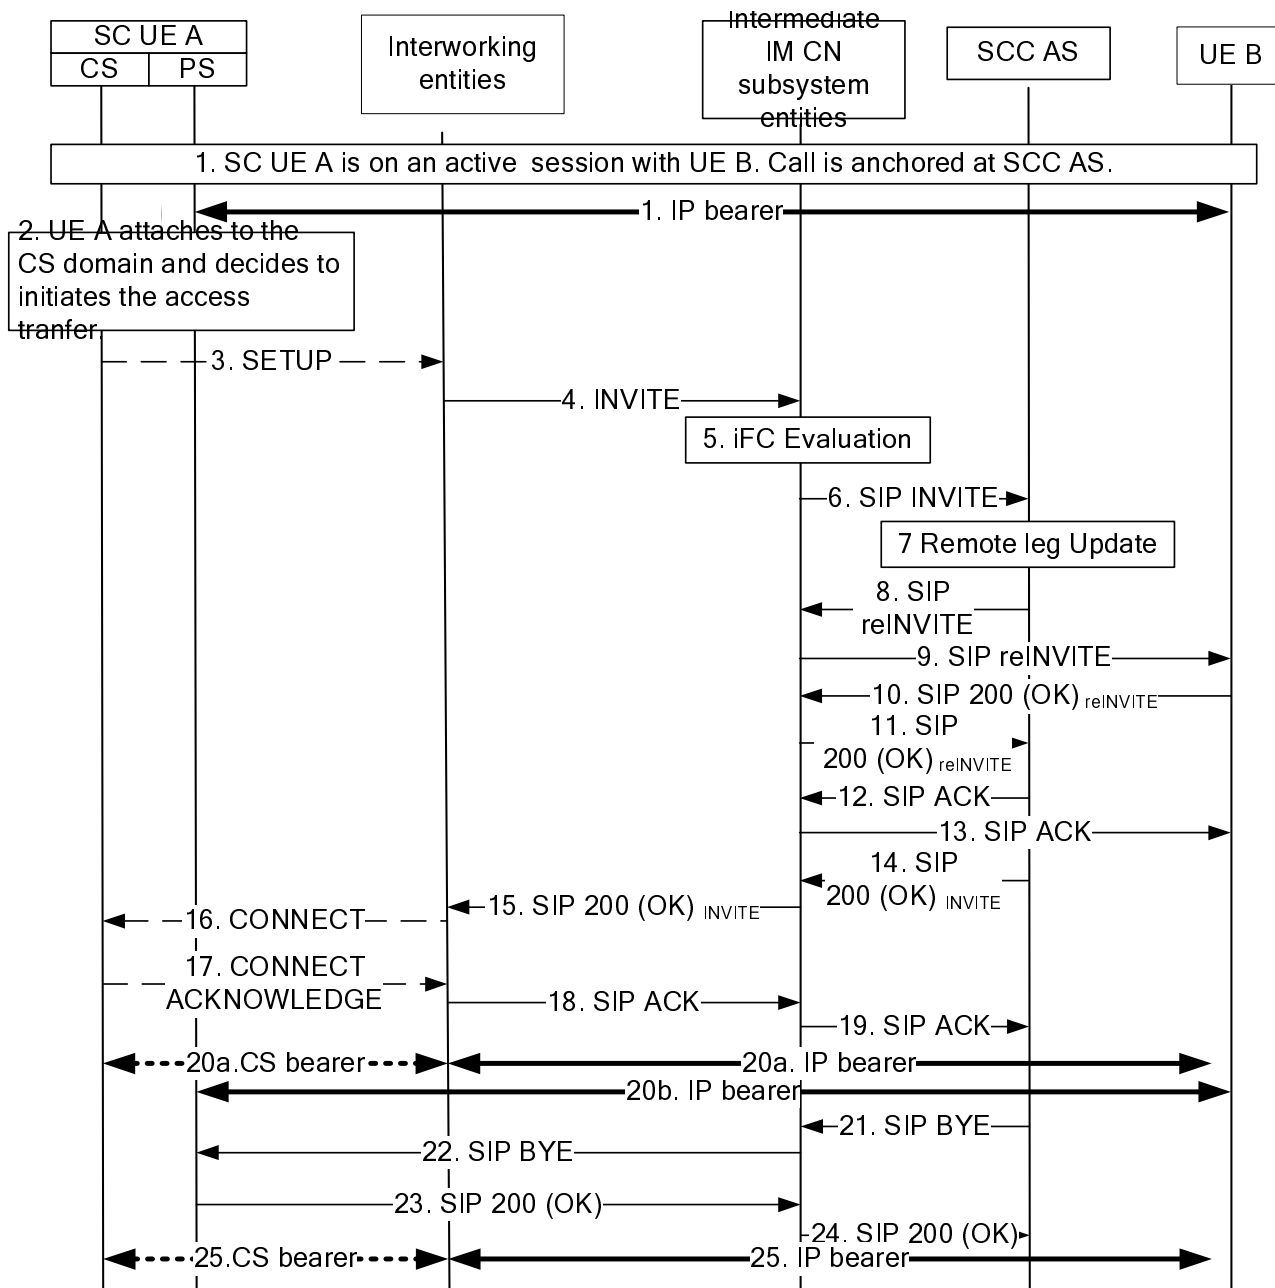 SC UE A
CS
PS
Interworking
entities
Intermediate
IM CN
subsystem
entities
SCC AS
UE B
1. SC UE A is on an active  session with UE B. Call is anchored at SCC AS.
1. IP bearer
2. UE A attaches to the
CS domain and decides to
initiates the access
tranfer.
3. SETUP
4. INVITE
5. iFC Evaluation
6. SIP INVITE
7 Remote leg Update
8. SIP
reINVITE
9. SIP reINVITE
10. SIP 200 (OK) reINVITE
11. SIP
200 (OK) reINVITE
12. SIP ACK
13. SIP ACK
14. SIP
200 (OK) INVITE
15. SIP 200 (OK) INVITE
16. CONNECT
17. CONNECT
ACKNOWLEDGE
18. SIP ACK
19. SIP ACK
20a.CS bearer
20a. IP bearer
20b. IP bearer
21. SIP BYE
22. SIP BYE
23. SIP 200 (OK)
24. SIP 200 (OK)
25.CS bearer
25. IP bearer